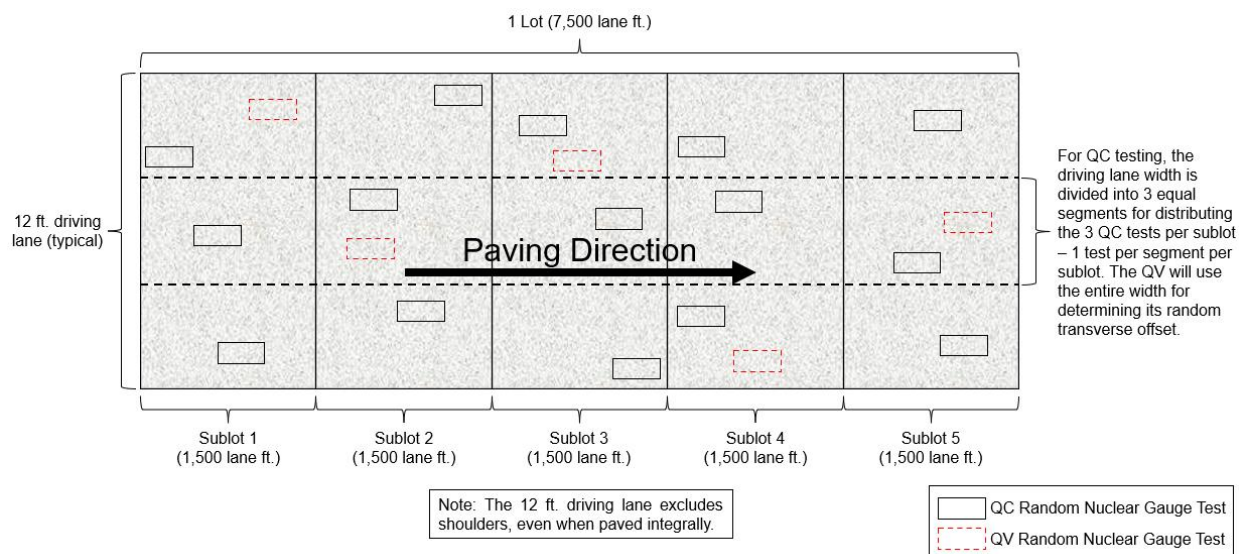 1 Lot (7,500 lane ft.)
12 ft. driving
lane (typical)
Paving Direction
For QC testing, the
driving lane width is
divided into 3 equal
segments for distributing
the 3 QC tests per sublot
– 1 test per segment per
sublot. The QV will use
the entire width for
determining its random
transverse offset.
Sublot 1
(1,500 lane ft.)
Sublot 2
(1,500 lane ft.)
Sublot 3
(1,500 lane ft.)
Sublot 4
(1,500 lane ft.)
Sublot 5
(1,500 lane ft.)
Note: The 12 ft. driving lane excludes
shoulders, even when paved integrally.
QC Random Nuclear Gauge Test
QV Random Nuclear Gauge Test